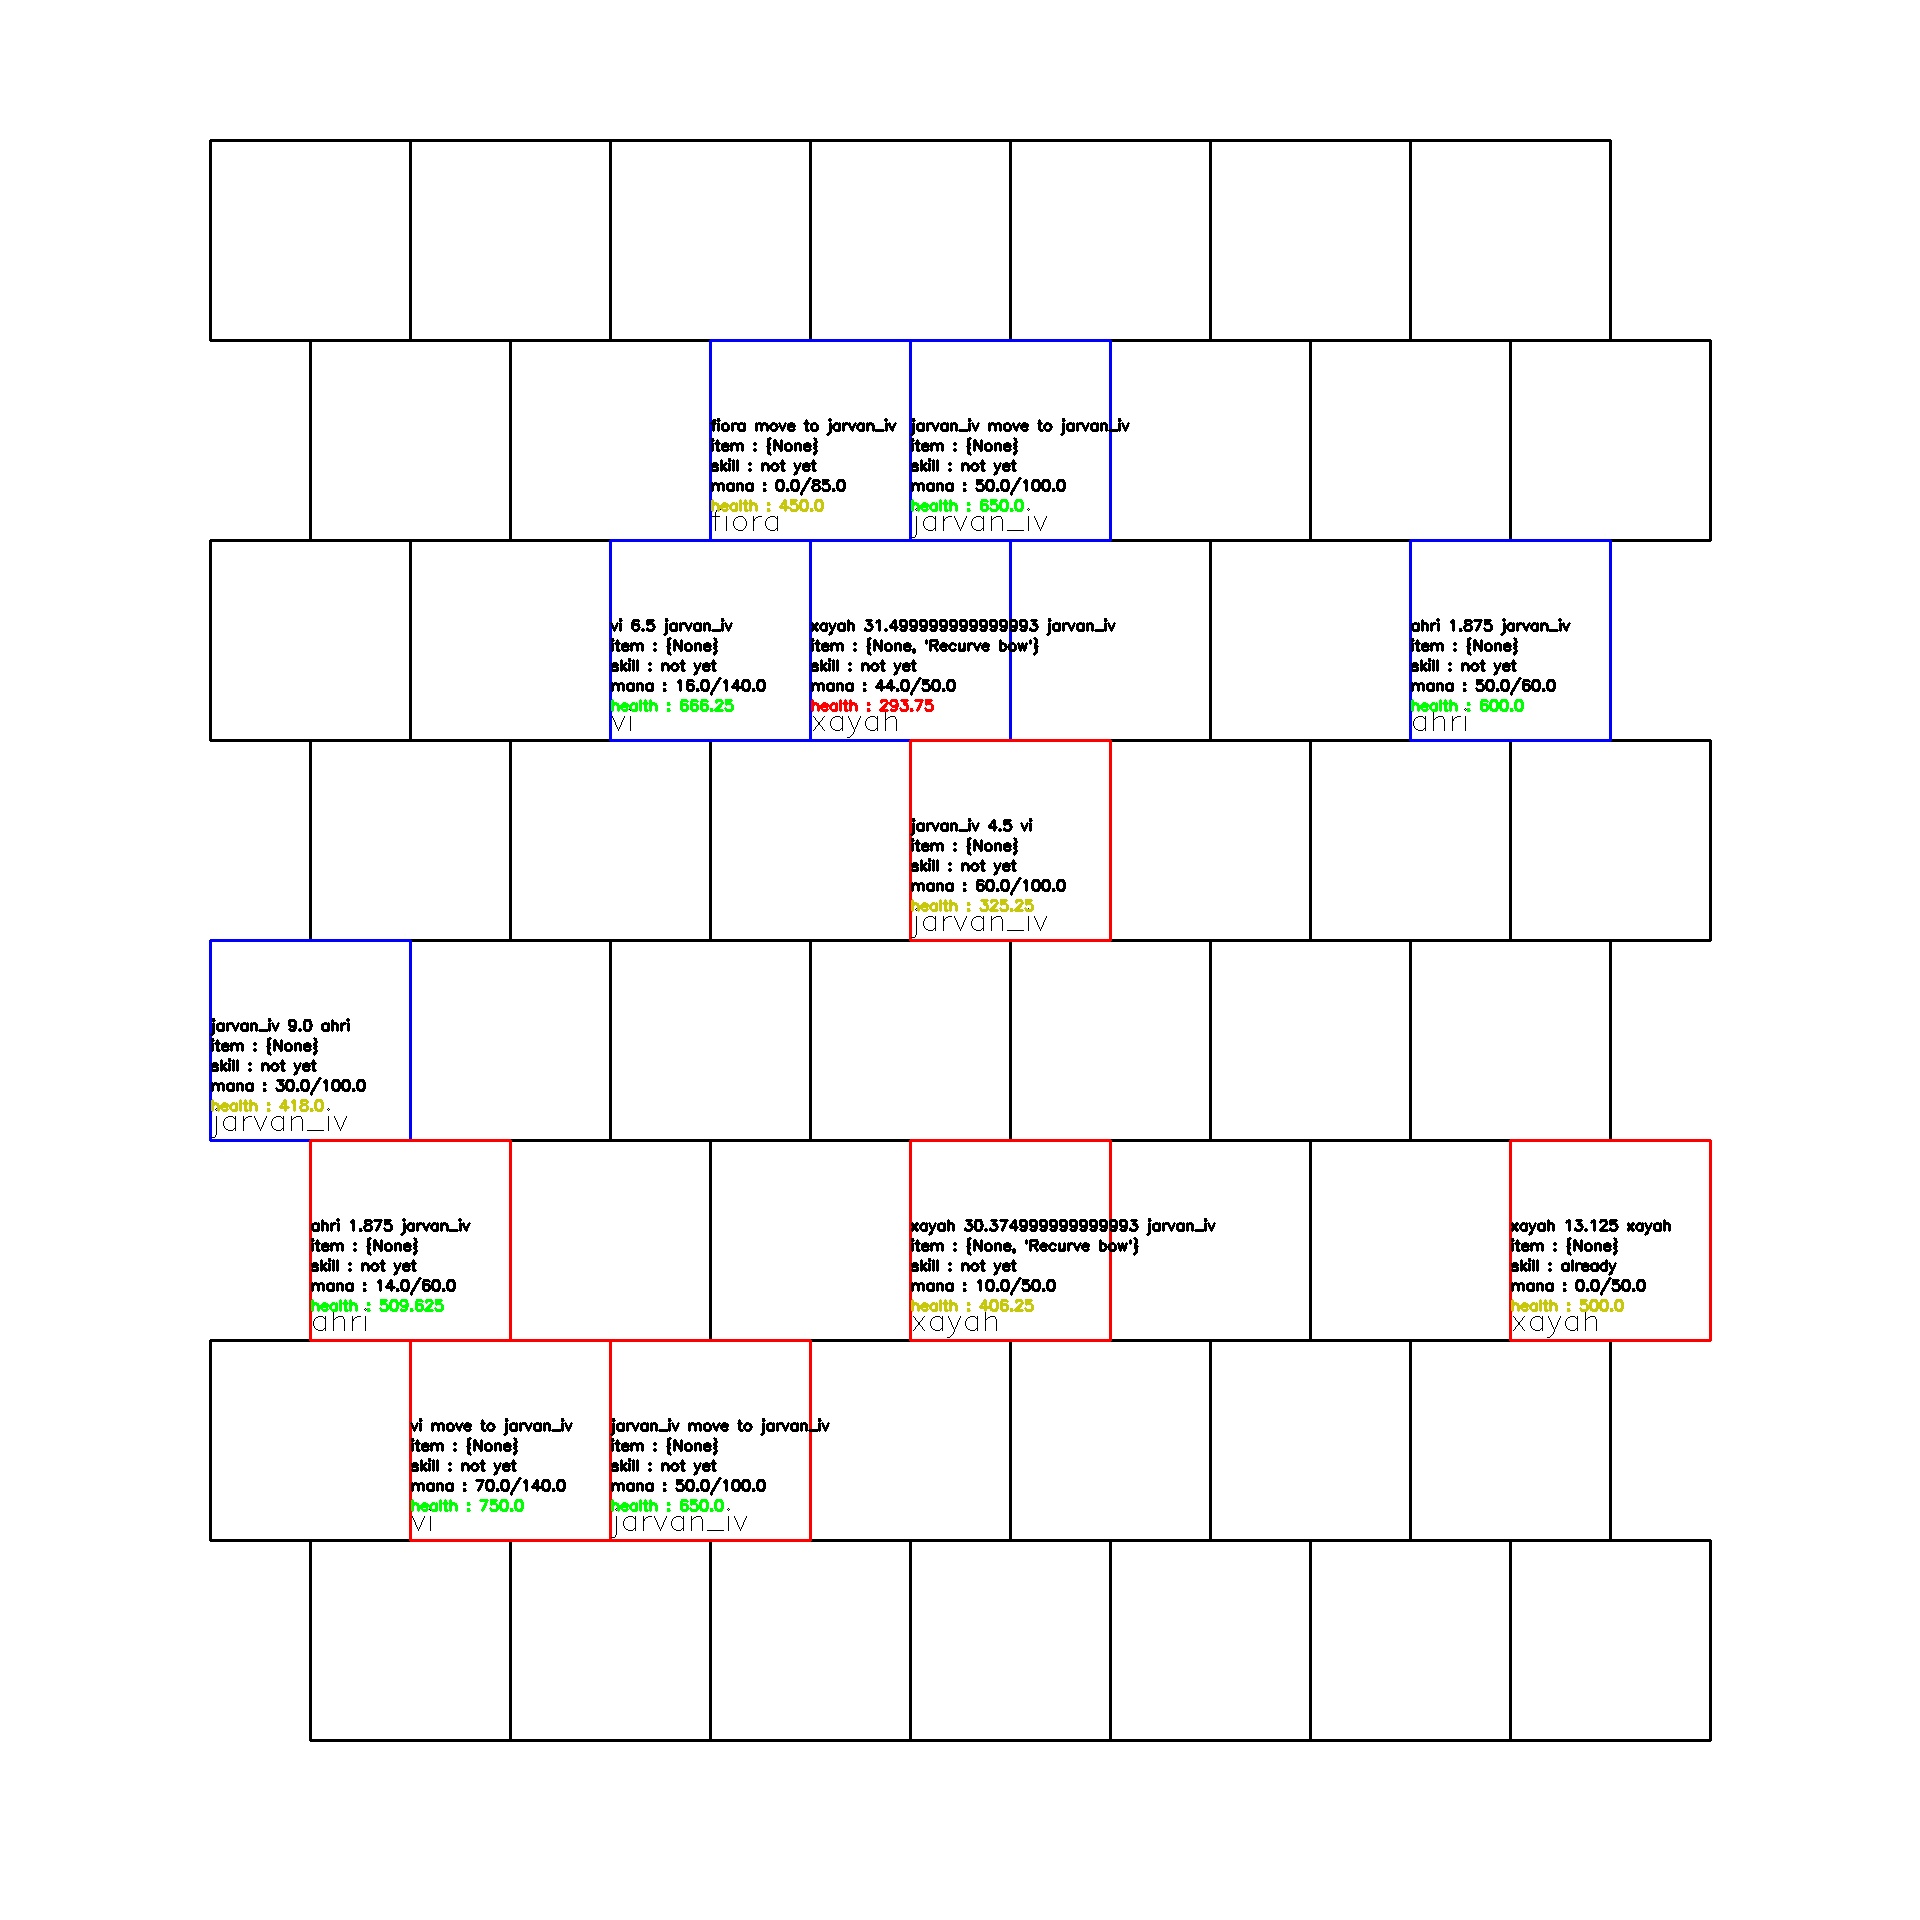 fiora move to jarvan_iv
item : {None}
skill : not yet
mana : 0.0/85.0
health : 450.0
fiora
jarvan_iv move to jarvan_iv
item : {None}
skill : not yet
mana : 50.0/100.0
health : 650.0
jarvan_iv
vi 6.5 jarvan_iv
item : {None}
skill : not yet
mana : 16.0/140.0
health : 666.25
vi
xayah 31.499999999999993 jarvan_iv
item : {None, 'Recurve bow'}
skill : not yet
mana : 44.0/50.0
health : 293.75
xayah
ahri 1.875 jarvan_iv
item : {None}
skill : not yet
mana : 50.0/60.0
health : 600.0
ahri
jarvan_iv 4.5 vi
item : {None}
skill : not yet
mana : 60.0/100.0
health : 325.25
jarvan_iv
jarvan_iv 9.0 ahri
item : {None}
skill : not yet
mana : 30.0/100.0
health : 418.0
jarvan_iv
ahri 1.875 jarvan_iv
item : {None}
skill : not yet
mana : 14.0/60.0
health : 509.625
ahri
xayah 30.374999999999993 jarvan_iv
item : {None, 'Recurve bow'}
skill : not yet
mana : 10.0/50.0
health : 406.25
xayah
xayah 13.125 xayah
item : {None}
skill : already
mana : 0.0/50.0
health : 500.0
xayah
vi move to jarvan_iv
item : {None}
skill : not yet
mana : 70.0/140.0
health : 750.0
vi
jarvan_iv move to jarvan_iv
item : {None}
skill : not yet
mana : 50.0/100.0
health : 650.0
jarvan_iv